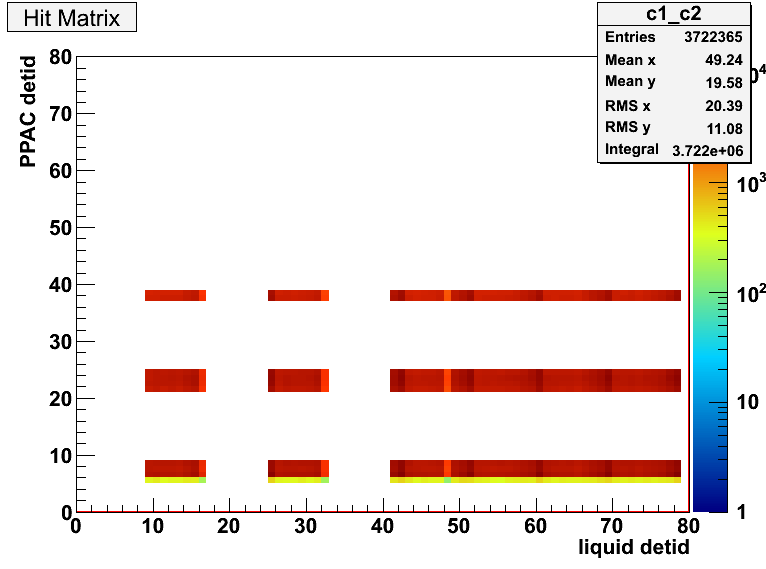 Hit Matrix
c1_c2
Entries 3722365
Mean x 49.24
Mean y 19.58
RMS x 20.39
RMS y 11.08
Integral 3.722e+06
PPAC detid
80
70
60
50
40
30
20
10
0
0 10 20 30 40 50 60 70 80
liquid detid
0⁴
10³
10²
10
1